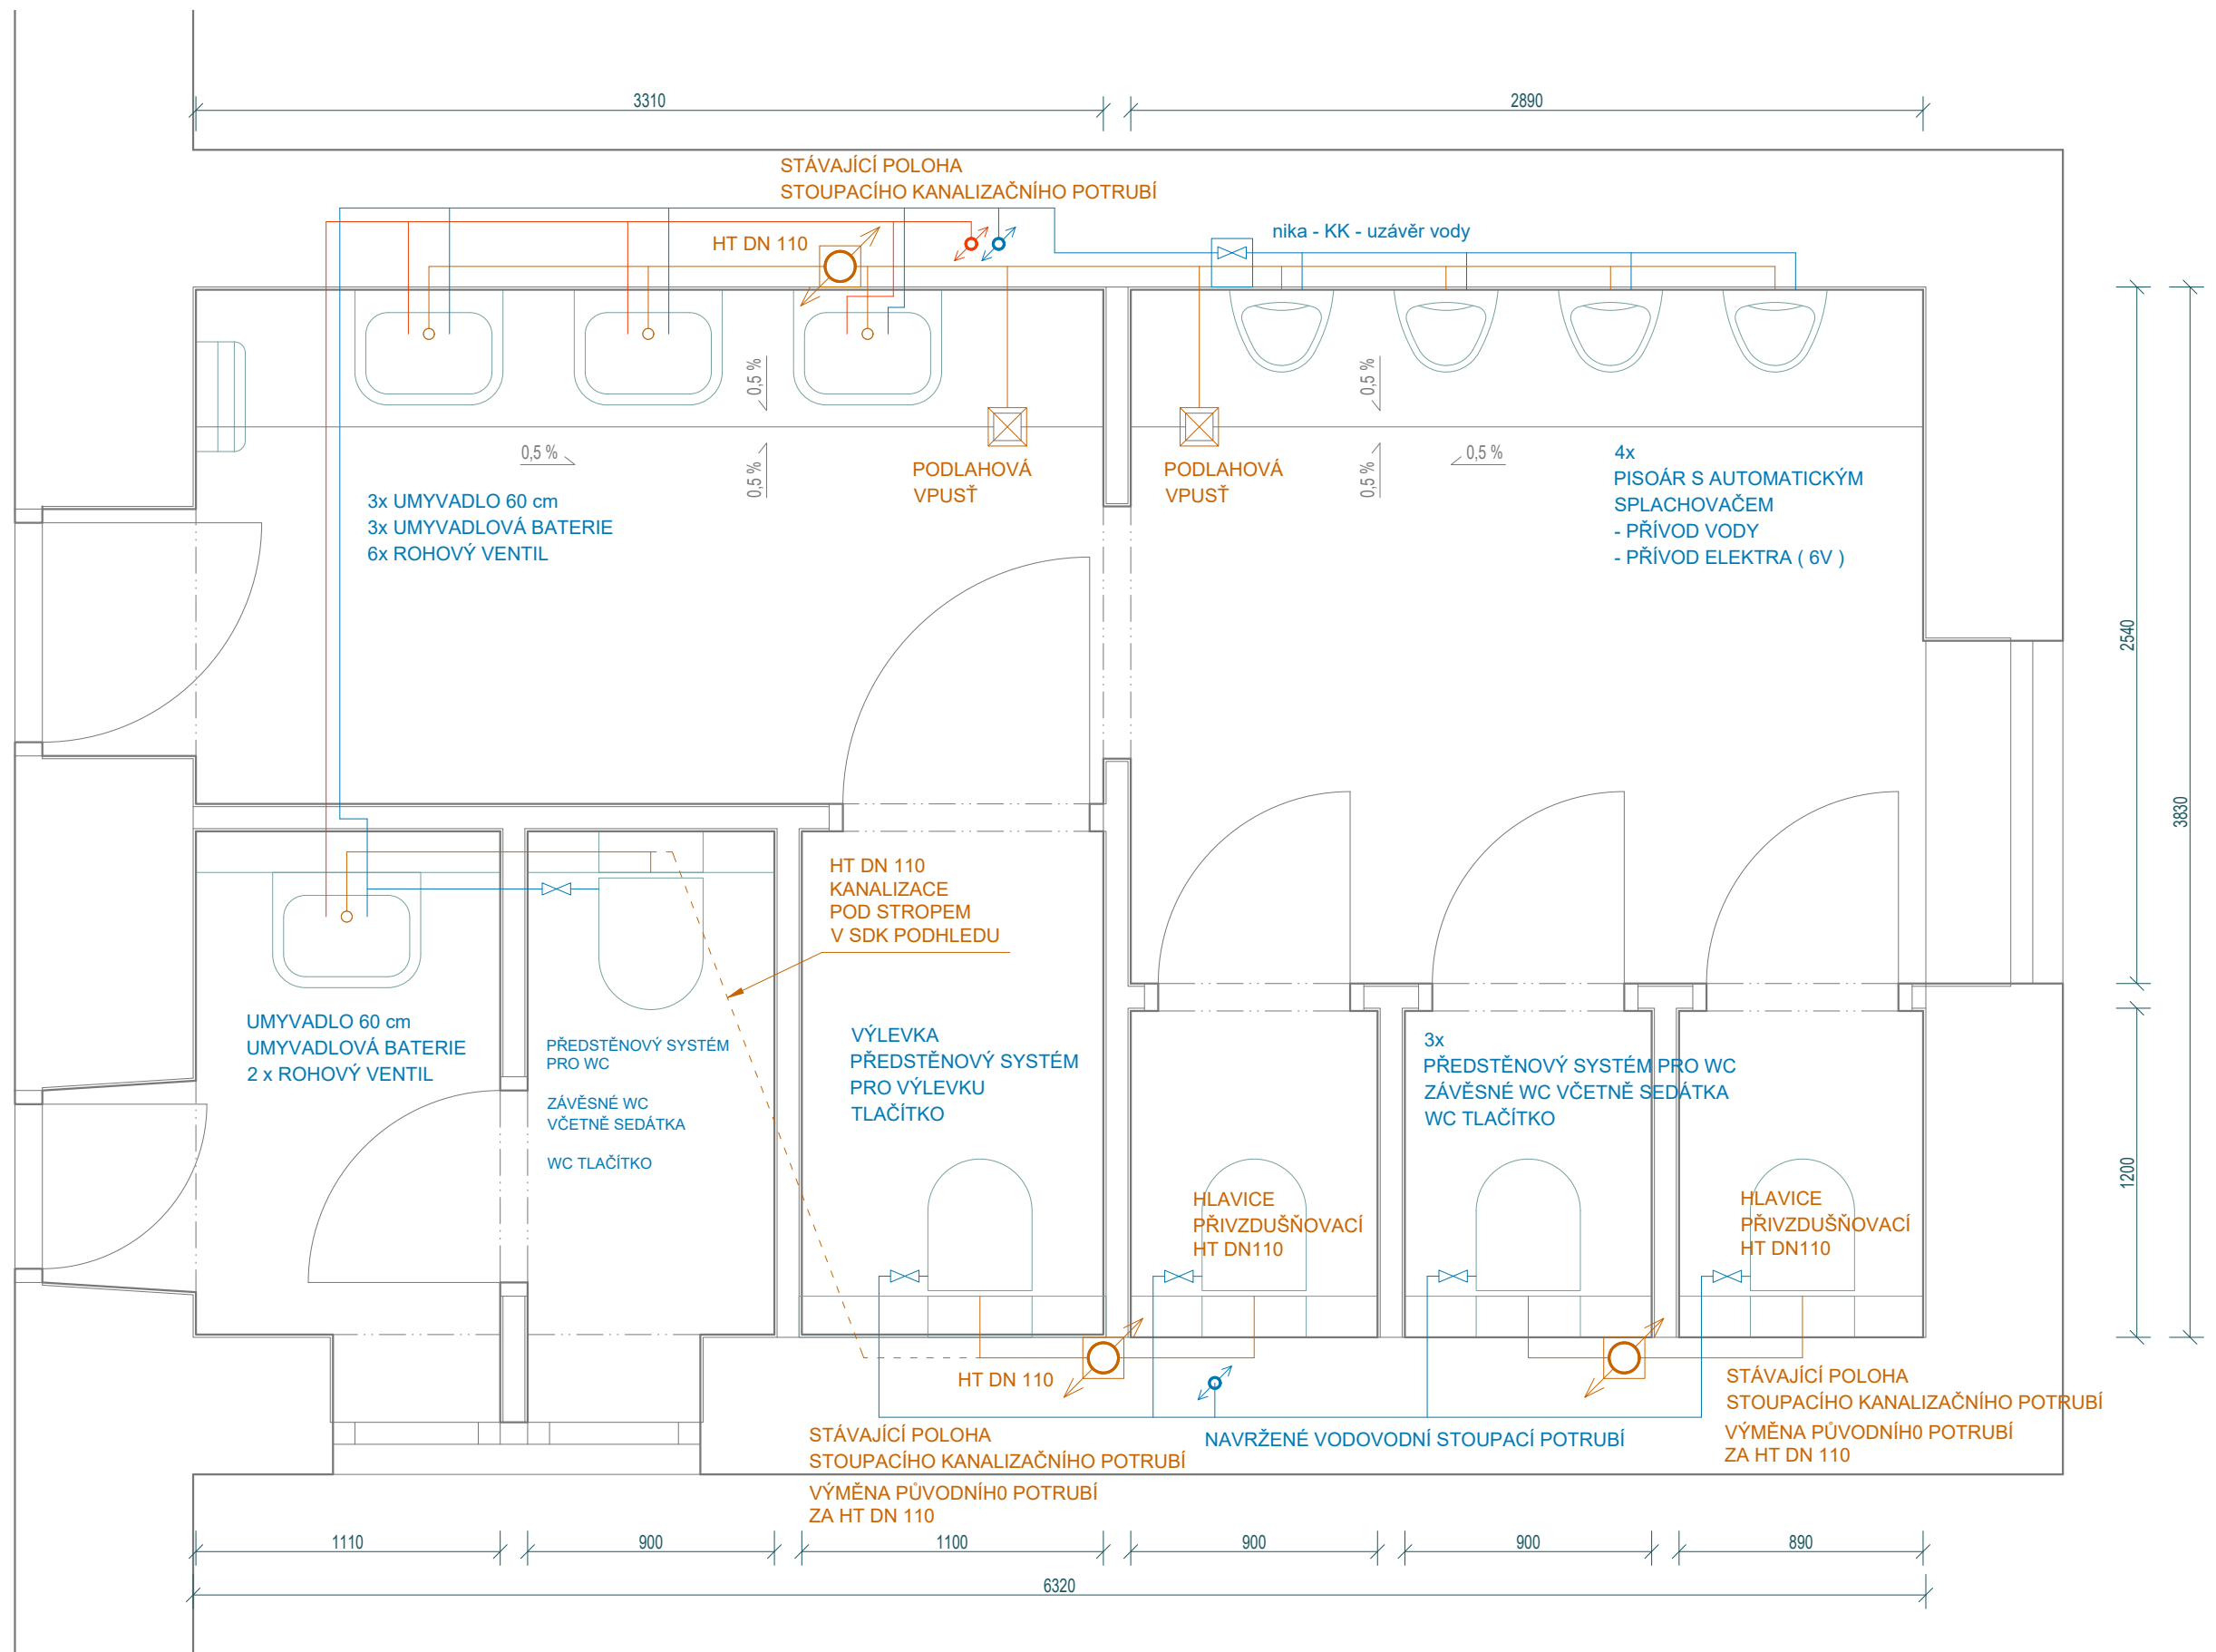 3310
2890
STÁVAJÍCÍ POLOHA
STOUPACÍHO KANALIZAČNÍHO POTRUBÍ
HT DN 110
nika - KK - uzávěr vody
0,5 %
0,5 %
0,5 %
0,5 %
0,5 %
0,5 %
PODLAHOVÁ
VPUSŤ
PODLAHOVÁ
VPUSŤ
3x UMYVADLO 60 cm
3x UMYVADLOVÁ BATERIE
6x ROHOVÝ VENTIL
4x
PISOÁR S AUTOMATICKÝM
SPLACHOVAČEM
- PŘÍVOD VODY
- PŘÍVOD ELEKTRA ( 6V )
2540
3830
1200
HT DN 110
KANALIZACE
POD STROPEM
V SDK PODHLEDU
UMYVADLO 60 cm
UMYVADLOVÁ BATERIE
2 x ROHOVÝ VENTIL
PŘEDSTĚNOVÝ SYSTÉM
PRO WC
ZÁVĚSNÉ WC
VČETNĚ SEDÁTKA
WC TLAČÍTKO
VÝLEVKA
PŘEDSTĚNOVÝ SYSTÉM
PRO VÝLEVKU
TLAČÍTKO
3x
PŘEDSTĚNOVÝ SYSTÉM PRO WC
ZÁVĚSNÉ WC VČETNĚ SEDÁTKA
WC TLAČÍTKO
HLAVICE
PŘIVZDUŠŇOVACÍ
HT DN110
HLAVICE
PŘIVZDUŠŇOVACÍ
HT DN110
HT DN 110
STÁVAJÍCÍ POLOHA
STOUPACÍHO KANALIZAČNÍHO POTRUBÍ
VÝMĚNA PŮVODNÍH0 POTRUBÍ
ZA HT DN 110
NAVRŽENÉ VODOVODNÍ STOUPACÍ POTRUBÍ
STÁVAJÍCÍ POLOHA
STOUPACÍHO KANALIZAČNÍHO POTRUBÍ
VÝMĚNA PŮVODNÍH0 POTRUBÍ
ZA HT DN 110
1110
900
1100
900
900
890
6320